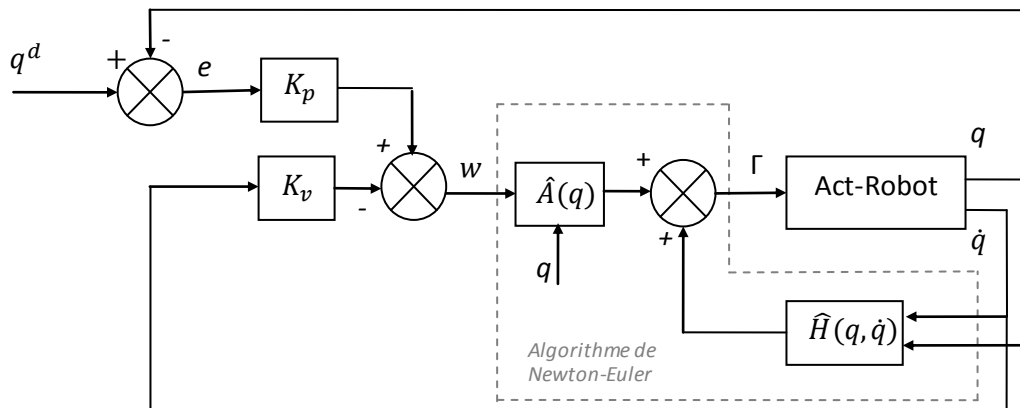 -
q^d
+
e
K_p
+
K_v
-
w
Â(q)
q
+
+
Γ
Act-Robot
q
q̇
Ĥ(q, q̇)
Algorithme de
Newton-Euler